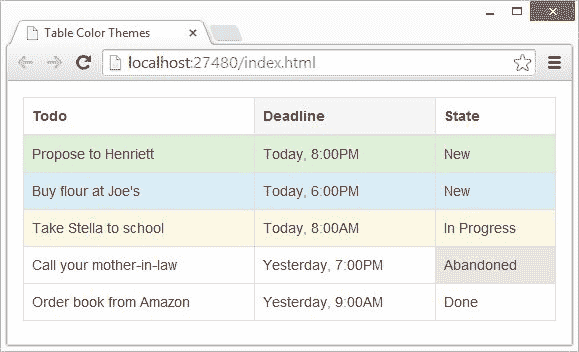 Table Color Themes
localhost:27480/index.html
Todo Deadline State
Propose to Henriett Today, 8:00PM New
Buy flour at Joe's Today, 6:00PM New
Take Stella to school Today, 8:00AM In Progress
Call your mother-in-law Yesterday, 7:00PM Abandoned
Order book from Amazon Yesterday, 9:00AM Done